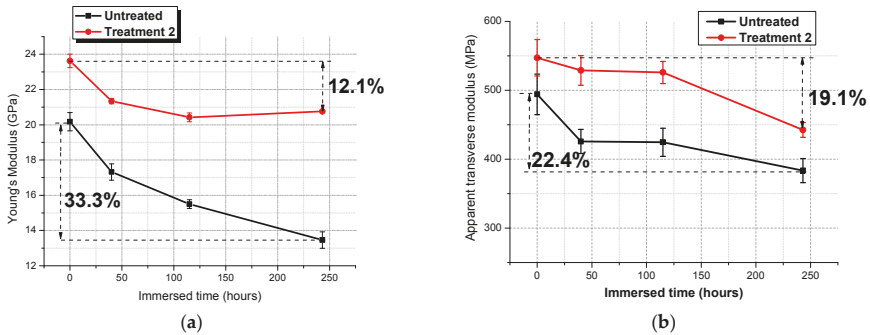 Untreated
Treatment 2
24
22
20
18
16
14
12
Young's Modulus (GPa)
12.1%
33.3%
0 50 100 150 200 250
Immersed time (hours)
(a)
Untreated
Treatment 2
600
500
400
300
Apparent transverse modulus (MPa)
19.1%
22.4%
0 50 100 150 200 250
Immersed time (hours)
(b)